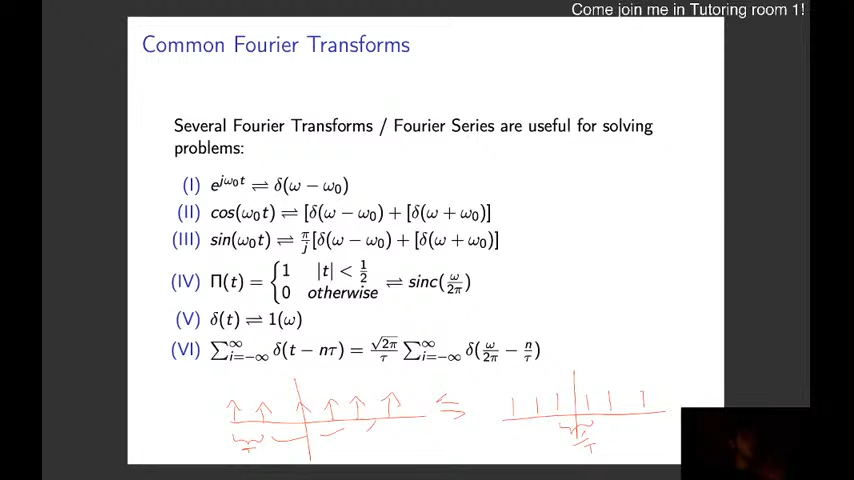 Come join me in Tutoring room 1!
Common Fourier Transforms
Several Fourier Transforms / Fourier Series are useful for solving
problems:
(I) e^{jω₀t} ⇌ δ(ω − ω₀)
(II) cos(ω₀t) ⇌ [δ(ω − ω₀) + [δ(ω + ω₀)]
(III) sin(ω₀t) ⇌ π/j [δ(ω − ω₀) + [δ(ω + ω₀)]
(IV) Π(t) = { 1 |t| < 1/2
0 otherwise ⇌ sinc(ω/2π)
(V) δ(t) ⇌ 1(ω)
(VI) ∑_{i=−∞}^{∞} δ(t − nτ) = √2π/τ ∑_{i=−∞}^{∞} δ(ω/2π − n/τ)
τ
1/τ